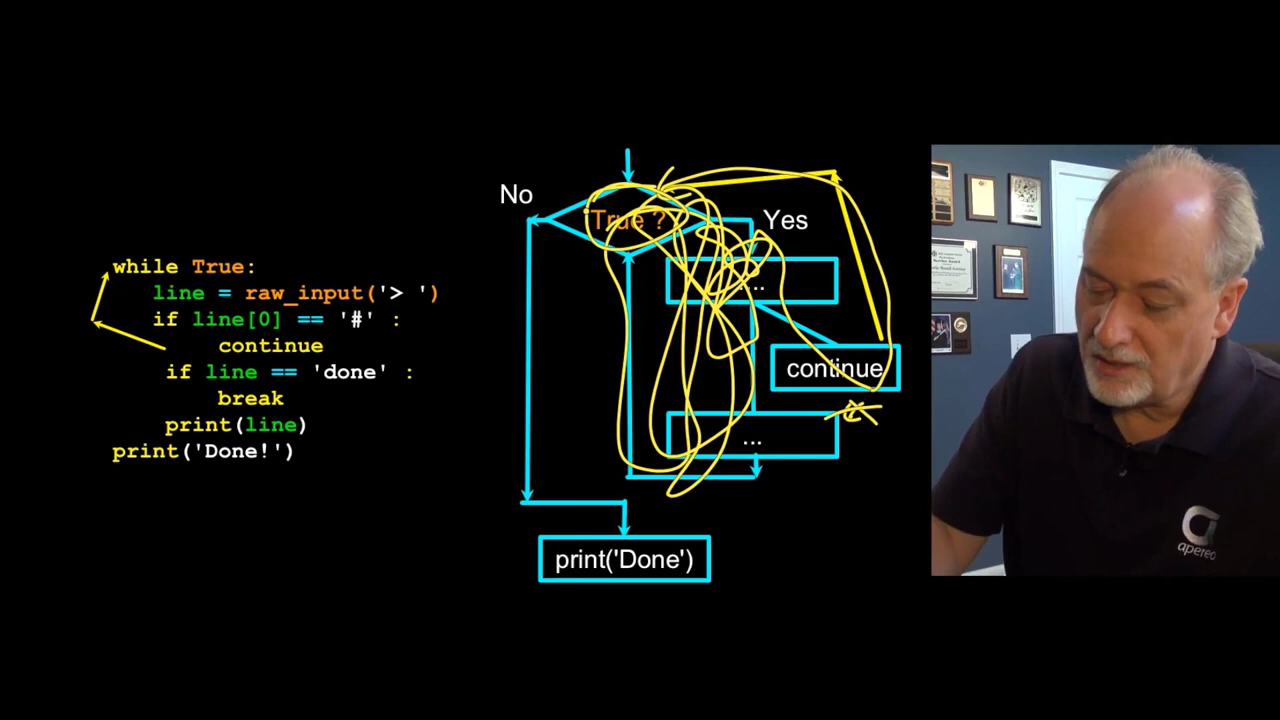 while True:
line = raw_input('> ')
if line[0] == '#' :
continue
if line == 'done' :
break
print(line)
print('Done!')
No
True ?
Yes
....
continue
...
print('Done')
apereo